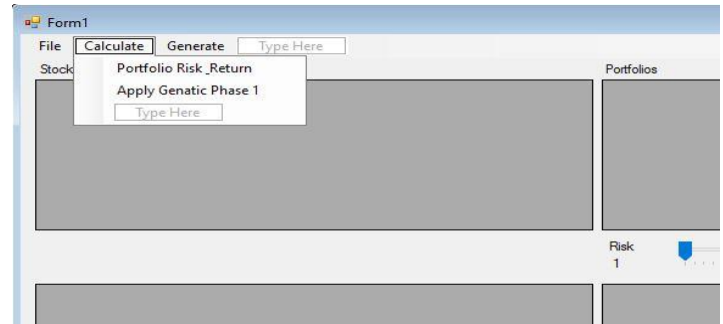 Form1
File Calculate Generate Type Here
Stock
Portfolio Risk _Return
Apply Genatic Phase 1
Type Here
Portfolios
Risk
1